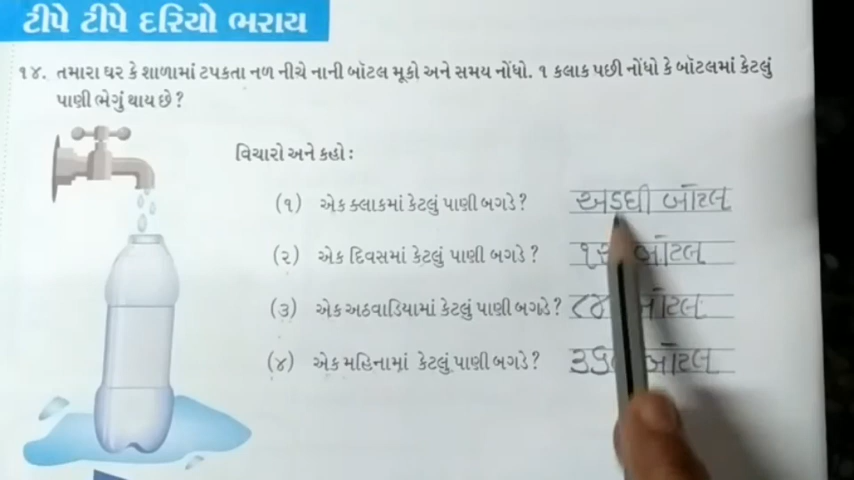 ટીપે ટીપે દરિયો ભરાય
૧૪. તમારા ઘર કે શાળામાં ટપકતા નળ નીચે નાની બૉટલ મૂકો અને સમય નોંધો. ૧ કલાક પછી નોંધો કે બૉટલમાં કેટલું
પાણી ભેગું થાય છે ?
વિચારો અને કહો :
(૧) એક ક્લાકમાં કેટલું પાણી બગડે ? અડધી બૉટલ
(૨) એક દિવસમાં કેટલું પાણી બગડે ? બૉટલ
(૩) એક અઠવાડિયામાં કેટલું પાણી બગડે ? ૮૪ બૉટલ
(૪) એક મહિનામાં કેટલું પાણી બગડે ? બૉટલ